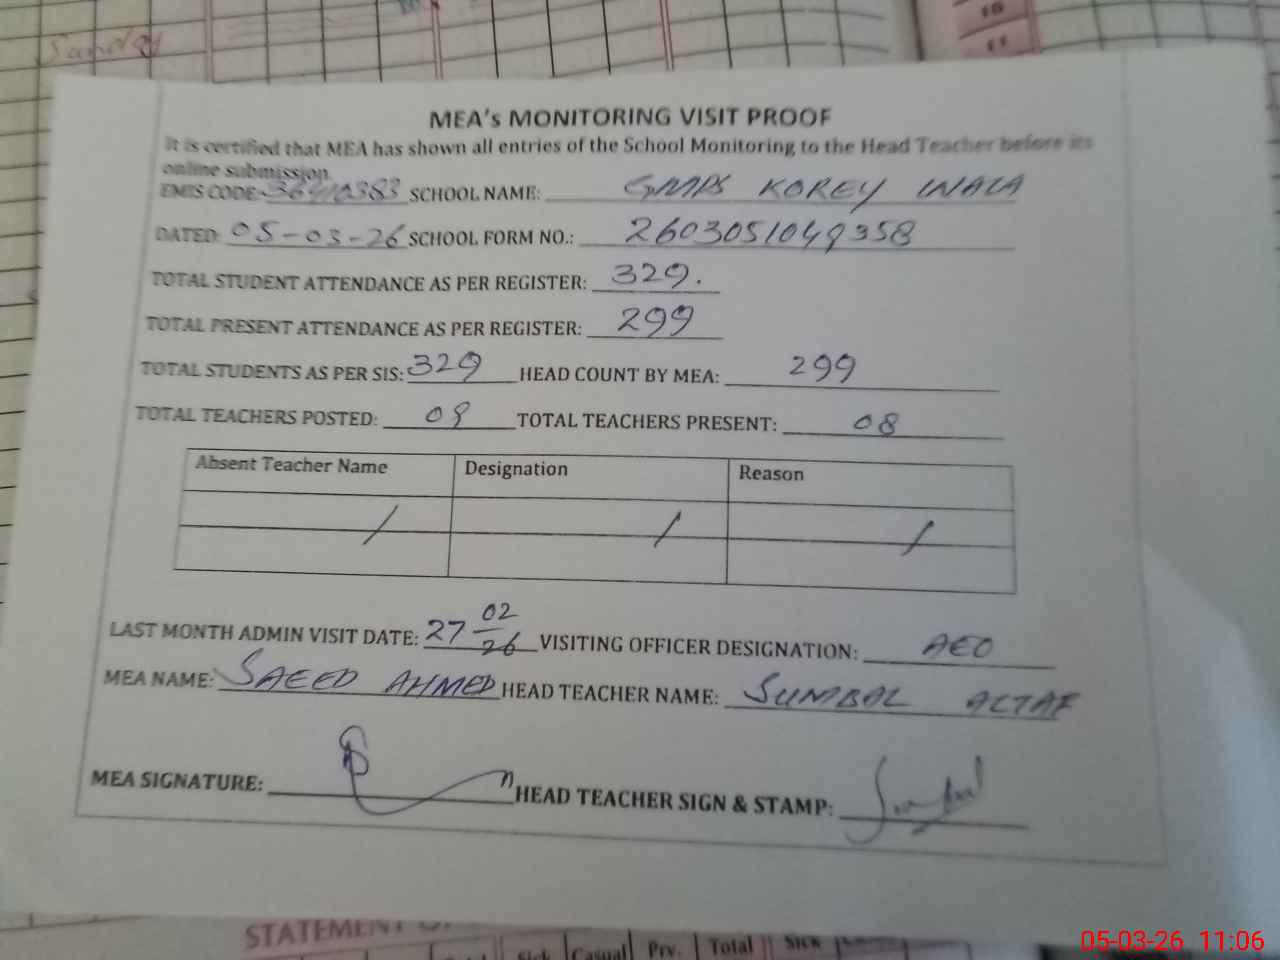 Sunday
10
11
MEA's MONITORING VISIT PROOF
It is certified that MEA has shown all entries of the School Monitoring to the Head Teacher before its
online submission.
EMIS CODE: 36410383 SCHOOL NAME: GMPS KOREY WALA
DATED: 05-03-26 SCHOOL FORM NO.: 2603051049358
TOTAL STUDENT ATTENDANCE AS PER REGISTER: 329.
TOTAL PRESENT ATTENDANCE AS PER REGISTER: 299
TOTAL STUDENTS AS PER SIS: 329 HEAD COUNT BY MEA: 299
TOTAL TEACHERS POSTED: 08 TOTAL TEACHERS PRESENT: 08
Absent Teacher Name Designation Reason
/ / /
LAST MONTH ADMIN VISIT DATE: 27 02/26 VISITING OFFICER DESIGNATION: AEO
MEA NAME: SAEED AHMED HEAD TEACHER NAME: SUMBAL ALTAF
MEA SIGNATURE: HEAD TEACHER SIGN & STAMP: Sumbal
STATEMENT
Sick Casual Prv. Total Sick
05-03-26 11:06